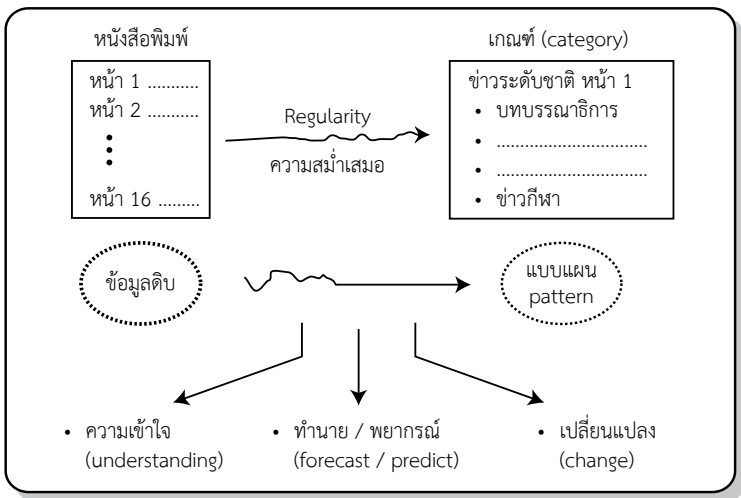 หนังสือพิมพ์
เกณฑ์ (category)
หน้า 1 ...........
หน้า 2 ...........
หน้า 16 .........
Regularity
ความสม่ำเสมอ
ข่าวระดับชาติ หน้า 1
• บทบรรณาธิการ
• ................................
• ................................
• ข่าวกีฬา
ข้อมูลดิบ
แบบแผน
pattern
• ความเข้าใจ
(understanding)
• ทำนาย / พยากรณ์
(forecast / predict)
• เปลี่ยนแปลง
(change)